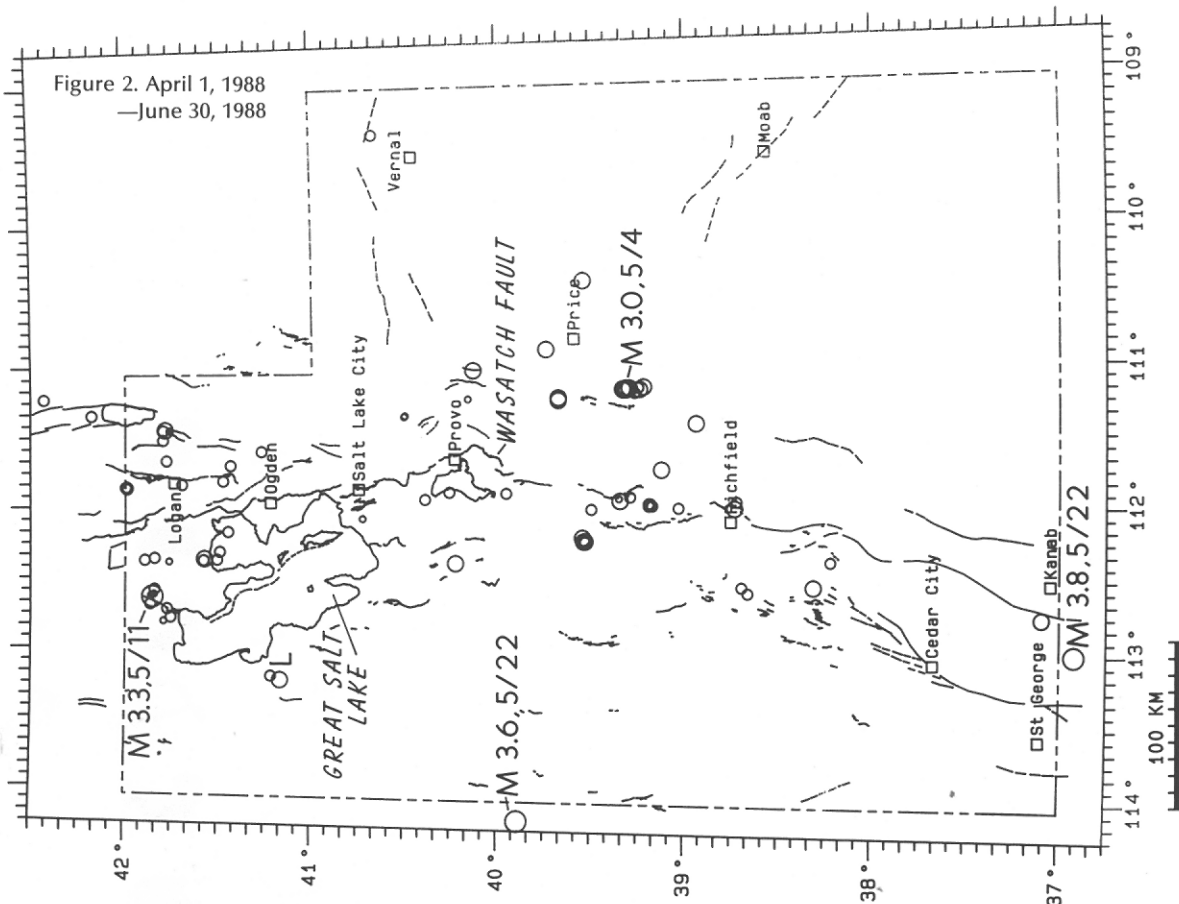 Figure 2. April 1, 1988
—June 30, 1988
42°
41°
40°
39°
38°
37°
109°
110°
111°
112°
113°
114°
Vernal
Moab
WASATCH FAULT
Price
M 3.0,5/4
Salt Lake City
Provo
Ogden
Logan
Richfield
Kanab
Cedar City
M 3.8,5/22
St George
M 3.3,5/11
L
GREAT SALT
LAKE
M 3.6,5/22
100 KM